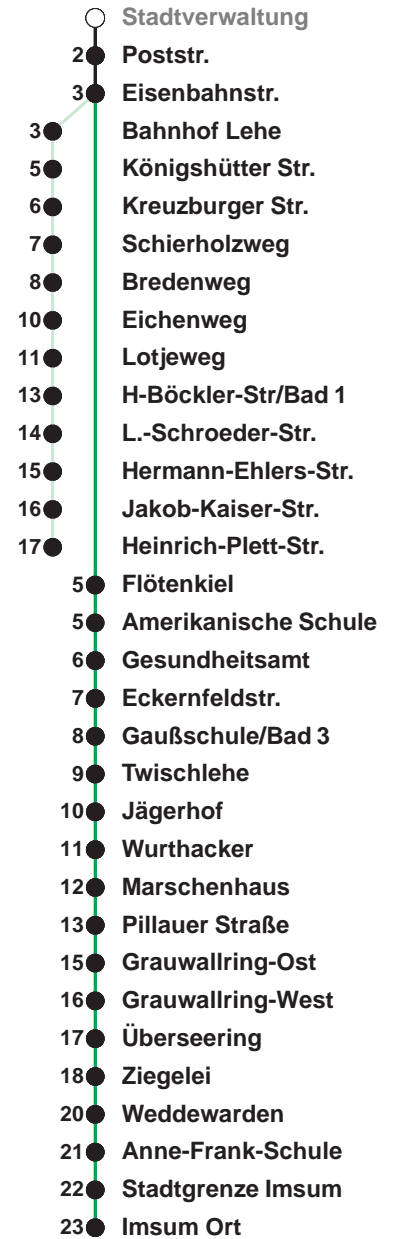 Stadtverwaltung
2 Poststr.
3 Eisenbahnstr.
3 Bahnhof Lehe
5 Königshütter Str.
6 Kreuzburger Str.
7 Schierholzweg
8 Bredenweg
10 Eichenweg
11 Lotjeweg
13 H-Böckler-Str/Bad 1
14 L.-Schroeder-Str.
15 Hermann-Ehlers-Str.
16 Jakob-Kaiser-Str.
17 Heinrich-Plett-Str.
5 Flötenkiel
5 Amerikanische Schule
6 Gesundheitsamt
7 Eckernfeldstr.
8 Gaußschule/Bad 3
9 Twischlehe
10 Jägerhof
11 Wurthacker
12 Marschenhaus
13 Pillauer Straße
15 Grauwallring-Ost
16 Grauwallring-West
17 Überseering
18 Ziegelei
20 Weddewarden
21 Anne-Frank-Schule
22 Stadtgrenze Imsum
23 Imsum Ort